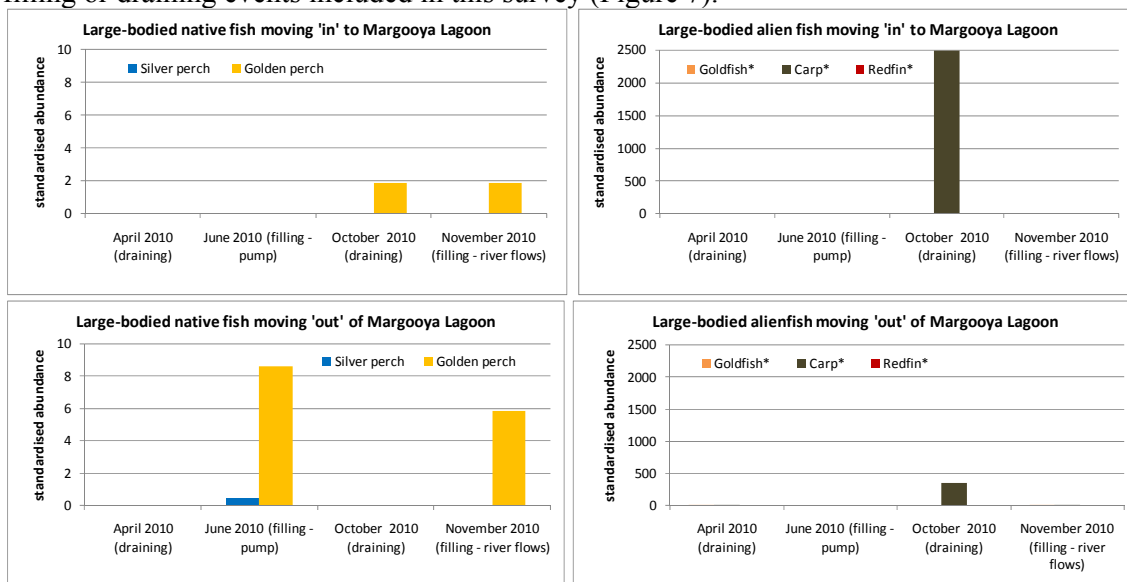 filling or draining events included in this survey (Figure 7).
Large-bodied native fish moving 'in' to Margooya Lagoon
Silver perch Golden perch
standardised abundance
10
8
6
4
2
0
April 2010 (draining)
June 2010 (filling - pump)
October 2010 (draining)
November 2010 (filling - river flows)
Large-bodied alien fish moving 'in' to Margooya Lagoon
Goldfish* Carp* Redfin*
standardised abundance
2500
2000
1500
1000
500
0
April 2010 (draining)
June 2010 (filling - pump)
October 2010 (draining)
November 2010 (filling - river flows)
Large-bodied native fish moving 'out' of Margooya Lagoon
Silver perch Golden perch
standardised abundance
10
8
6
4
2
0
April 2010 (draining)
June 2010 (filling - pump)
October 2010 (draining)
November 2010 (filling - river flows)
Large-bodied alienfish moving 'out' of Margooya Lagoon
Goldfish* Carp* Redfin*
standardised abundance
2500
2000
1500
1000
500
0
April 2010 (draining)
June 2010 (filling - pump)
October 2010 (draining)
November 2010 (filling - river flows)